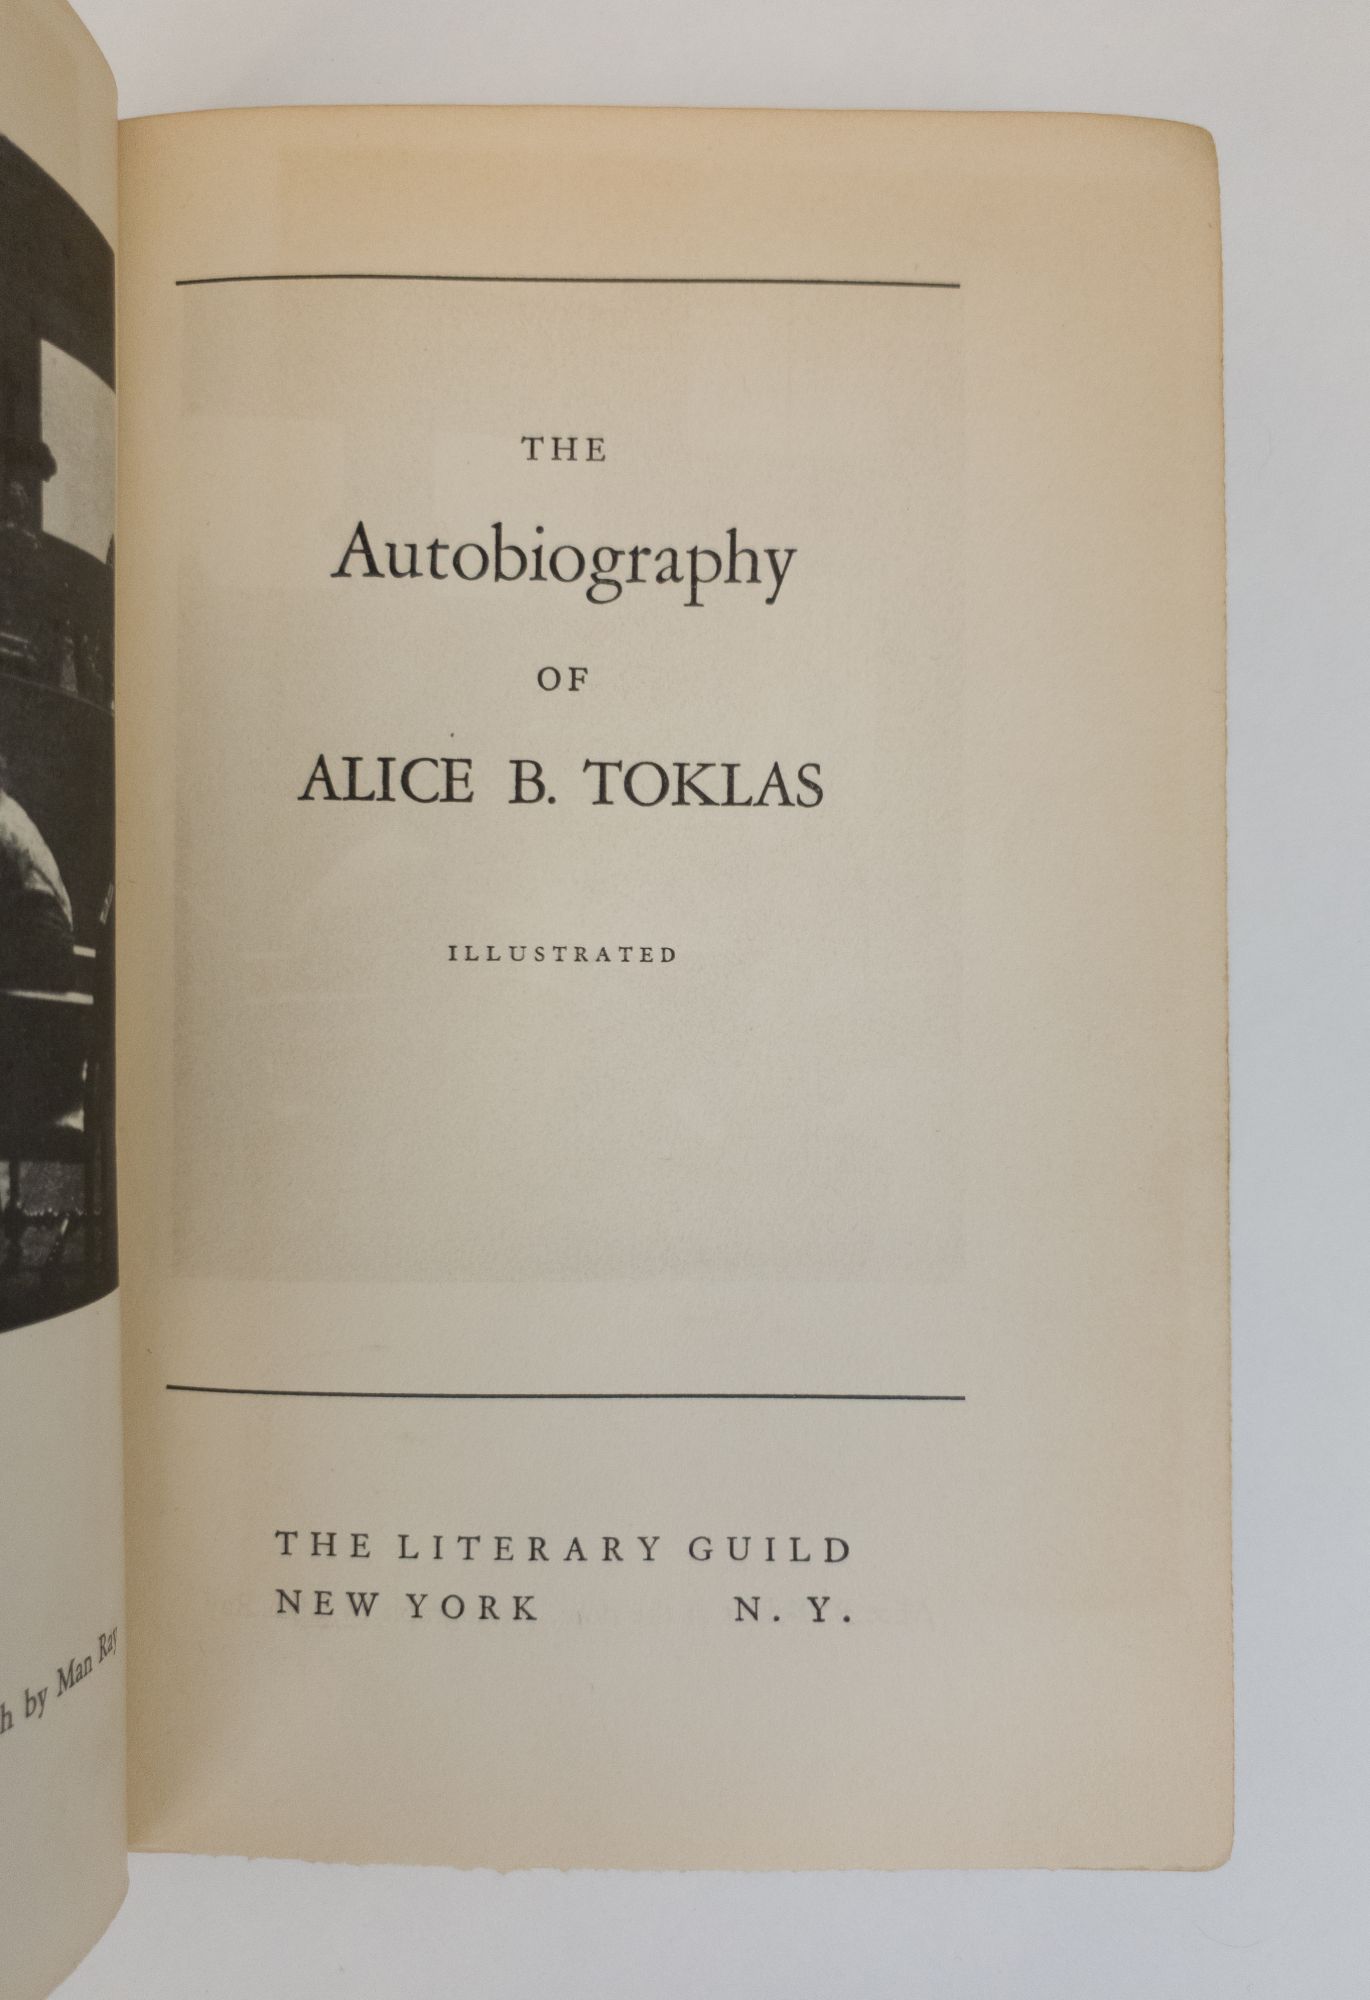 THE
Autobiography
OF
ALICE B. TOKLAS
ILLUSTRATED
THE LITERARY GUILD
NEW YORK N. Y.
h by Man Ray